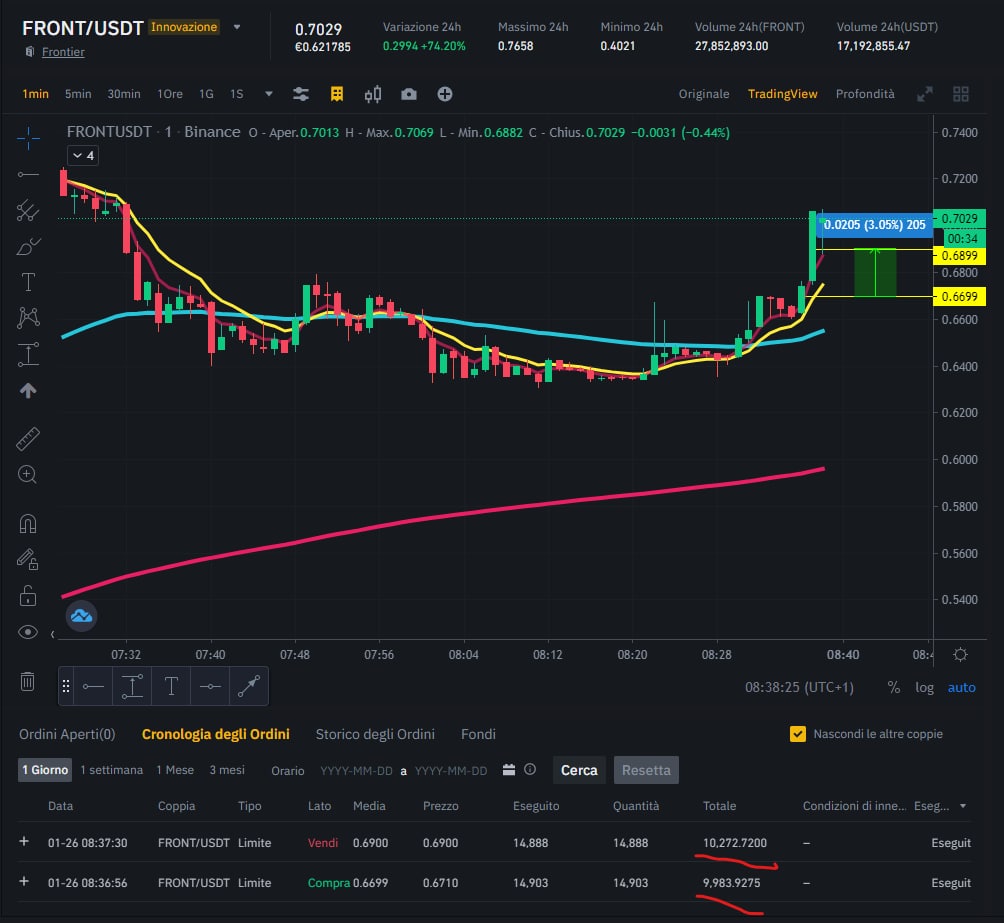 FRONT/USDT Innovazione
Frontier
0.7029
€0.621785
Variazione 24h
0.2994 +74.20%
Massimo 24h
0.7658
Minimo 24h
0.4021
Volume 24h(FRONT)
27,852,893.00
Volume 24h(USDT)
17,192,855.47
1min 5min 30min 1Ore 1G 1S
Originale TradingView Profondità
FRONTUSDT · 1 · Binance O - Aper.0.7013 H - Max.0.7069 L - Min.0.6882 C - Chius.0.7029 −0.0031 (−0.44%)
4
0.7400
0.7200
0.7029
0.0205 (3.05%) 205
00:34
0.6899
0.6800
0.6699
0.6600
0.6400
0.6200
0.6000
0.5800
0.5600
0.5400
07:32 07:40 07:48 07:56 08:04 08:12 08:20 08:28 08:40 08:4
08:38:25 (UTC+1) % log auto
Ordini Aperti(0) Cronologia degli Ordini Storico degli Ordini Fondi Nascondi le altre coppie
1 Giorno 1 settimana 1 Mese 3 mesi Orario YYYY-MM-DD a YYYY-MM-DD Cerca Resetta
Data Coppia Tipo Lato Media Prezzo Eseguito Quantità Totale Condizioni di inne... Eseg...
01-26 08:37:30 FRONT/USDT Limite Vendi 0.6900 0.6900 14,888 14,888 10,272.7200 – Eseguit
01-26 08:36:56 FRONT/USDT Limite Compra 0.6699 0.6710 14,903 14,903 9,983.9275 – Eseguit